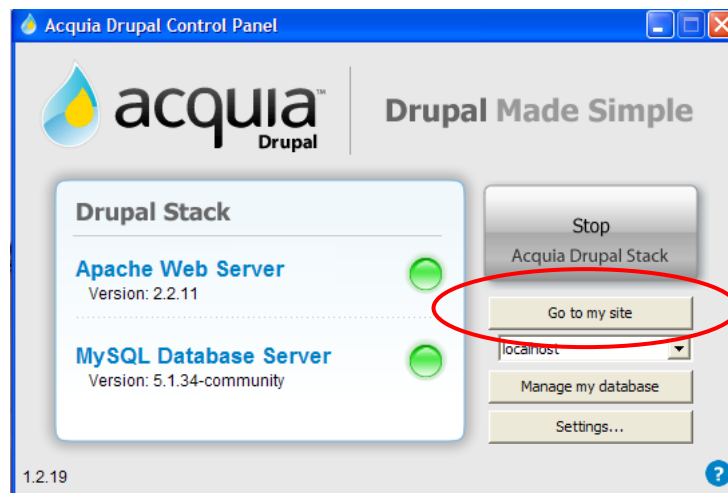 Acquia Drupal Control Panel
acquia™
Drupal
Drupal Made Simple
Drupal Stack
Apache Web Server
Version: 2.2.11
MySQL Database Server
Version: 5.1.34-community
Stop
Acquia Drupal Stack
Go to my site
localhost
Manage my database
Settings...
1.2.19
?